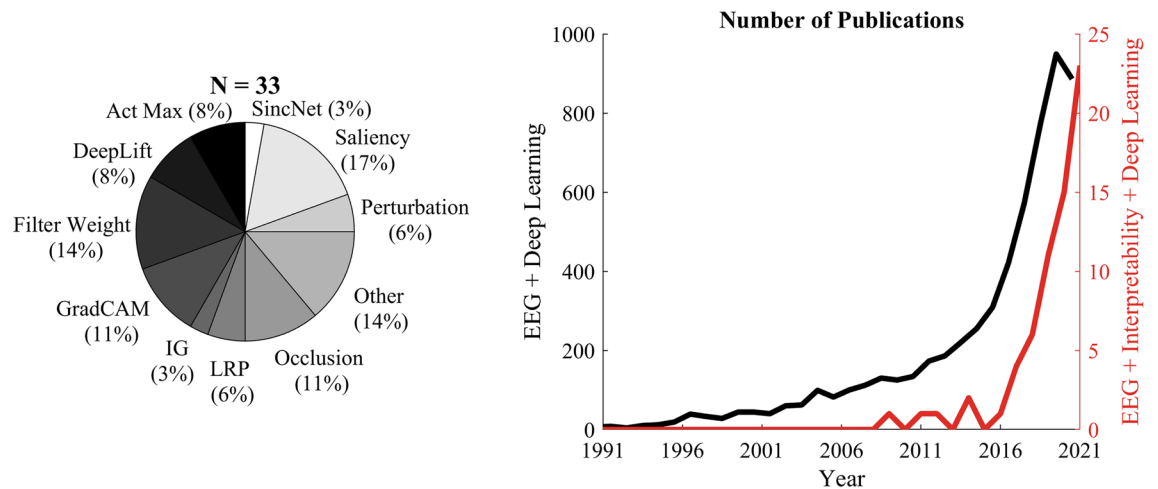 N = 33
Act Max (8%)
SincNet (3%)
Saliency
(17%)
DeepLift
(8%)
Perturbation
(6%)
Filter Weight
(14%)
Other
(14%)
GradCAM
(11%)
IG
(3%)
LRP
(6%)
Occlusion
(11%)
Number of Publications
EEG + Deep Learning
1000
800
600
400
200
0
1991
1996
2001
2006
2011
2016
2021
Year
25
20
15
10
5
0
EEG + Interpretability + Deep Learning